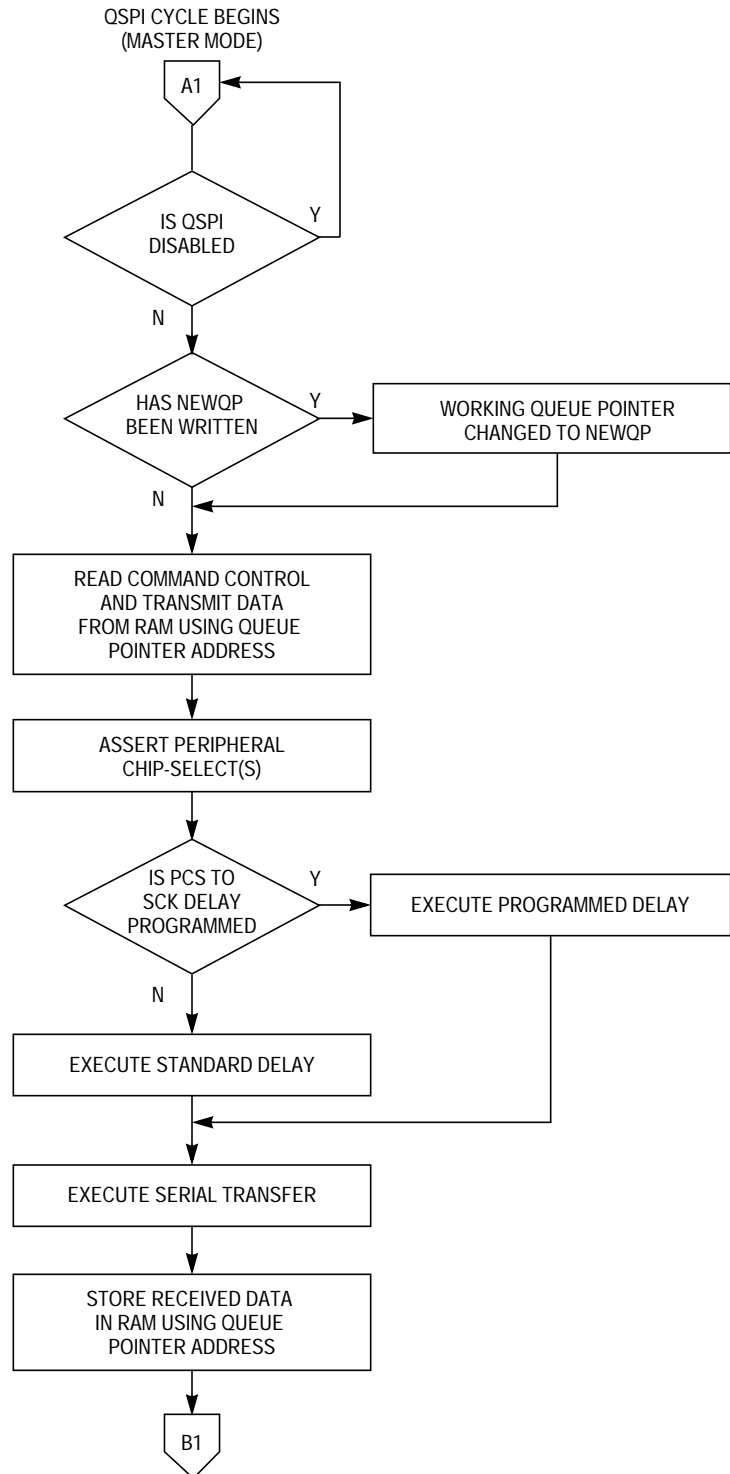 QSPI CYCLE BEGINS
(MASTER MODE)
A1
IS QSPI
DISABLED
Y
N
HAS NEWQP
BEEN WRITTEN
Y
WORKING QUEUE POINTER
CHANGED TO NEWQP
N
READ COMMAND CONTROL
AND TRANSMIT DATA
FROM RAM USING QUEUE
POINTER ADDRESS
ASSERT PERIPHERAL
CHIP-SELECT(S)
IS PCS TO
SCK DELAY
PROGRAMMED
Y
EXECUTE PROGRAMMED DELAY
N
EXECUTE STANDARD DELAY
EXECUTE SERIAL TRANSFER
STORE RECEIVED DATA
IN RAM USING QUEUE
POINTER ADDRESS
B1